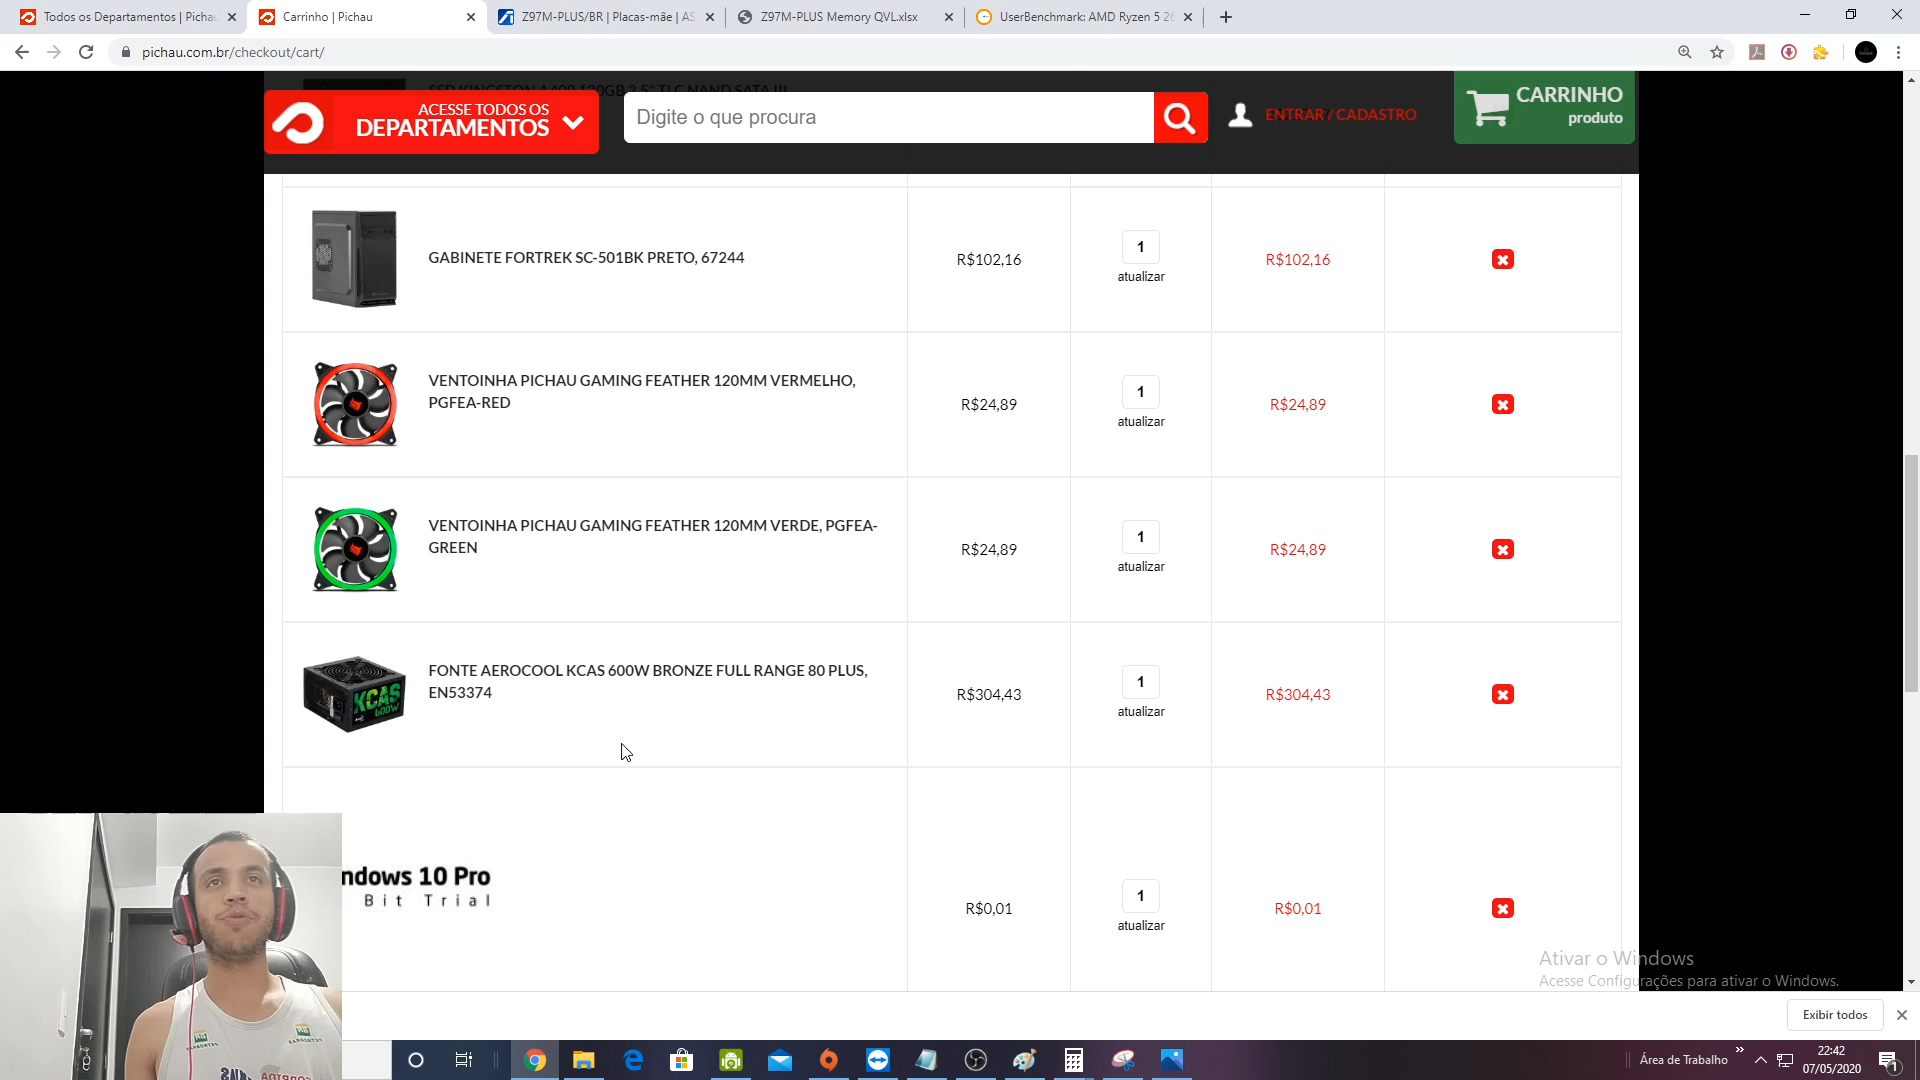 Todos os Departamentos | Pichau
Carrinho | Pichau
Z97M-PLUS/BR | Placas-mãe | AS
Z97M-PLUS Memory QVL.xlsx
UserBenchmark: AMD Ryzen 5 26
pichau.com.br/checkout/cart/
SSD KINGSTON A400 120GB 2.5" TLC NAND SATA III
ACESSE TODOS OS
DEPARTAMENTOS
Digite o que procura
ENTRAR / CADASTRO
CARRINHO
produto
GABINETE FORTREK SC-501BK PRETO, 67244
R$102,16
1
atualizar
R$102,16
VENTOINHA PICHAU GAMING FEATHER 120MM VERMELHO,
PGFEA-RED
R$24,89
1
atualizar
R$24,89
VENTOINHA PICHAU GAMING FEATHER 120MM VERDE, PGFEA-
GREEN
R$24,89
1
atualizar
R$24,89
KCAS
600W
FONTE AEROCOOL KCAS 600W BRONZE FULL RANGE 80 PLUS,
EN53374
R$304,43
1
atualizar
R$304,43
ndows 10 Pro
Bit Trial
R$0,01
1
atualizar
R$0,01
Ativar o Windows
Acesse Configurações para ativar o Windows.
Exibir todos
Área de Trabalho
22:42
07/05/2020
1